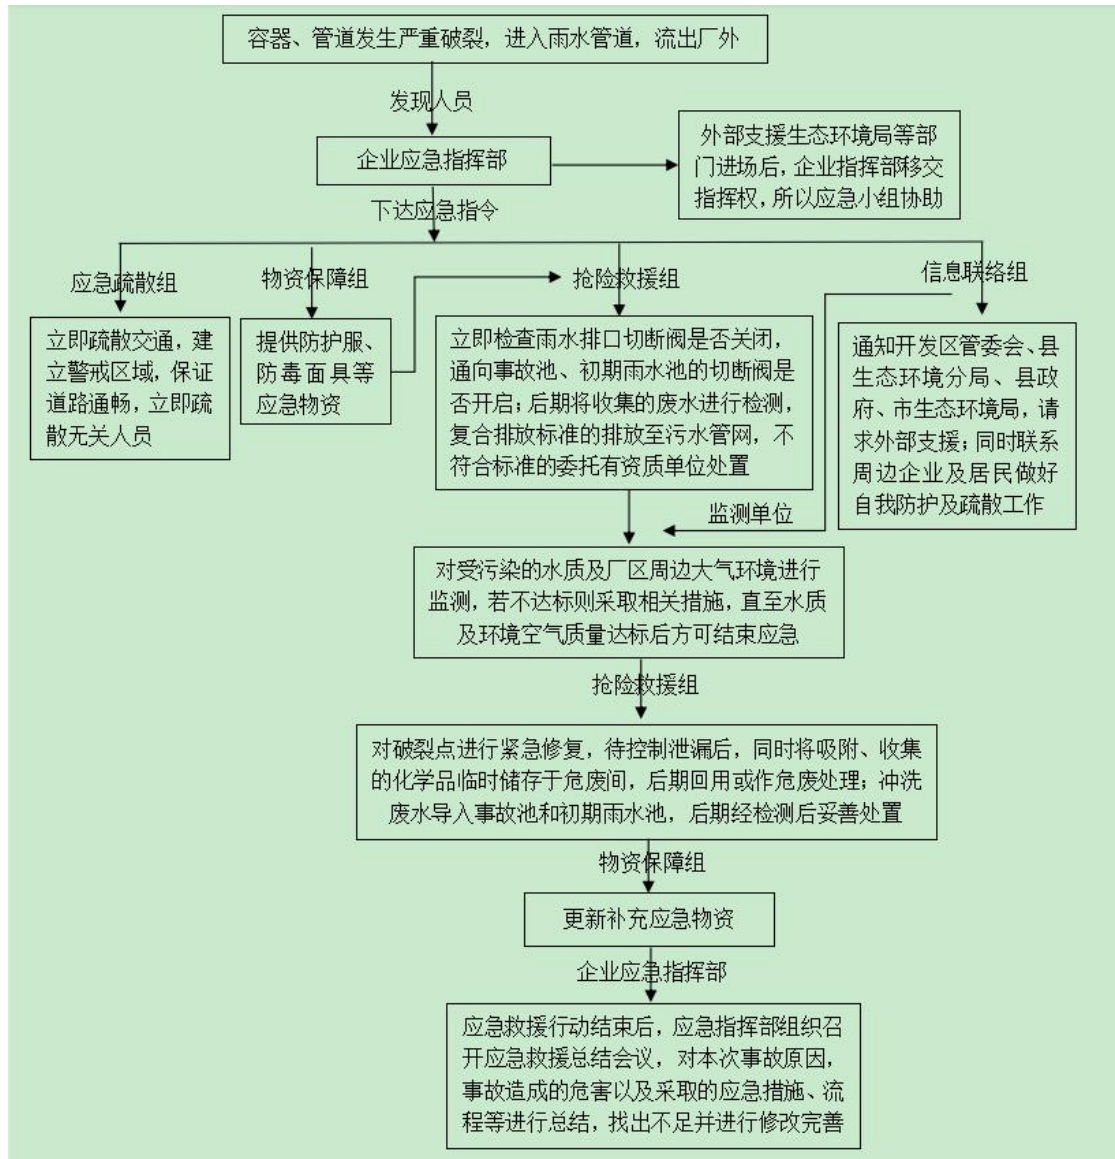 容器、管道发生严重破裂，进入雨水管道，流出厂外
发现人员
企业应急指挥部
外部支援生态环境局等部
门进场后，企业指挥部移交
指挥权，所以应急小组协助
下达应急指令
应急疏散组
物资保障组
抢险救援组
信息联络组
立即疏散交通，建
立警戒区域，保证
道路通畅，立即疏
散无关人员
提供防护服、
防毒面具等
应急物资
立即检查雨水排口切断阀是否关闭，
通向事故池、初期雨水池的切断阀是
否开启；后期将收集的废水进行检测，
复合排放标准的排放至污水管网，不
符合标准的委托有资质单位处置
通知开发区管委会、县
生态环境分局、县政
府、市生态环境局，请
求外部支援；同时联系
周边企业及居民做好
自我防护及疏散工作
监测单位
对受污染的水质及厂区周边大气环境进行
监测，若不达标则采取相关措施，直至水质
及环境空气质量达标后方可结束应急
抢险救援组
对破裂点进行紧急修复，待控制泄漏后，同时将吸附、收集
的化学品临时储存于危废间，后期回用或作危废处理；冲洗
废水导入事故池和初期雨水池，后期经检测后妥善处置
物资保障组
更新补充应急物资
企业应急指挥部
应急救援行动结束后，应急指挥部组织召
开应急救援总结会议，对本次事故原因，
事故造成的危害以及采取的应急措施、流
程等进行总结，找出不足并进行修改完善